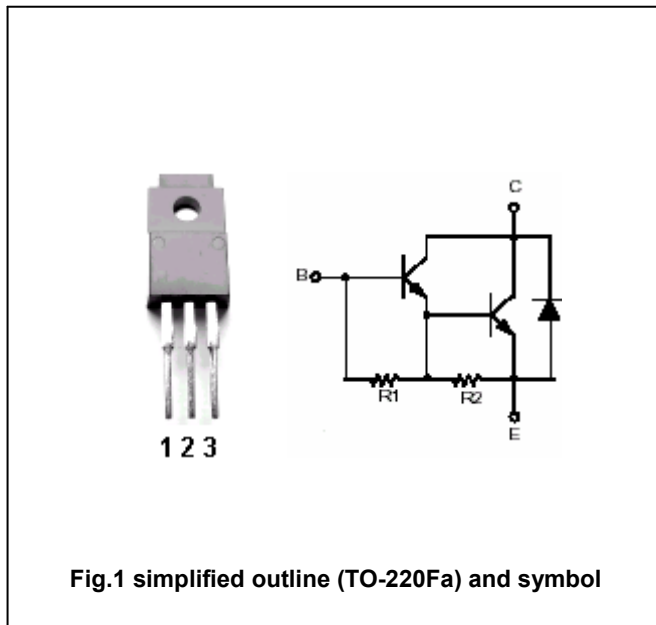 C
B
R1 R2
E
1 2 3
Fig.1 simplified outline (TO-220Fa) and symbol